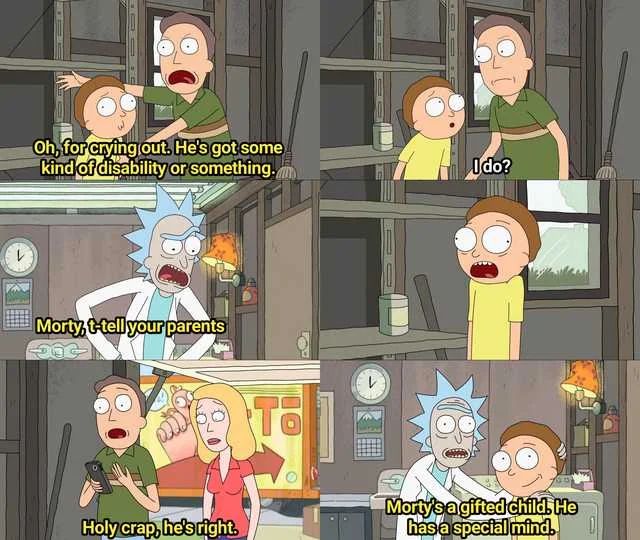 Oh, for crying out. He's got some
kind of disability or something.
I do?
Morty, t-tell your parents
TO
Holy crap, he's right.
Morty's a gifted child. He
has a special mind.